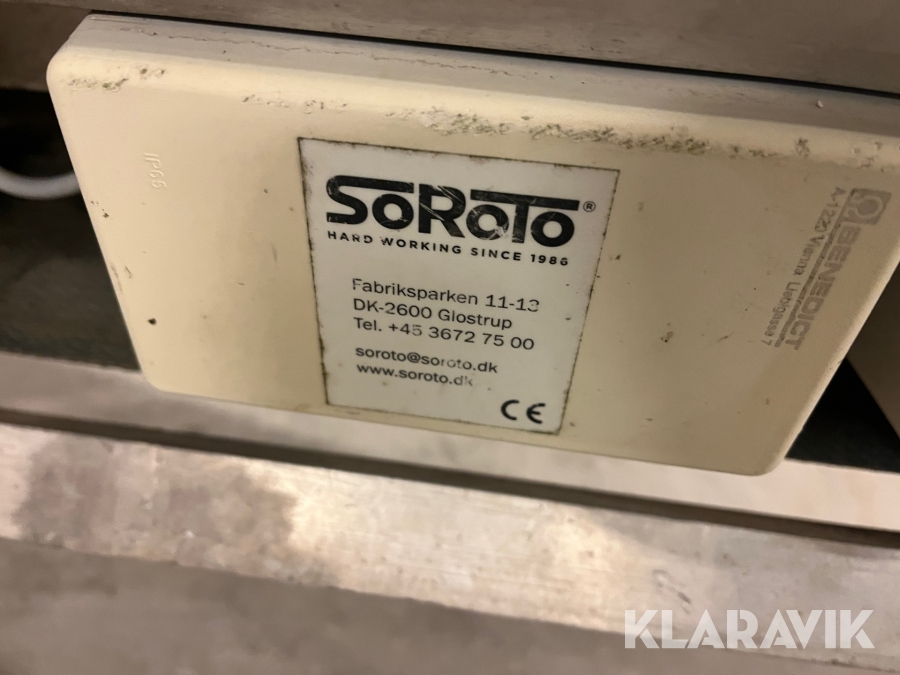 IP65
SOROTO®
HARD WORKING SINCE 1986
Fabriksparken 11-13
DK-2600 Glostrup
Tel. +45 3672 75 00
soroto@soroto.dk
www.soroto.dk
CE
BENEDICT
A-1220 Vienna Lieblgasse 7
KLARAVIK